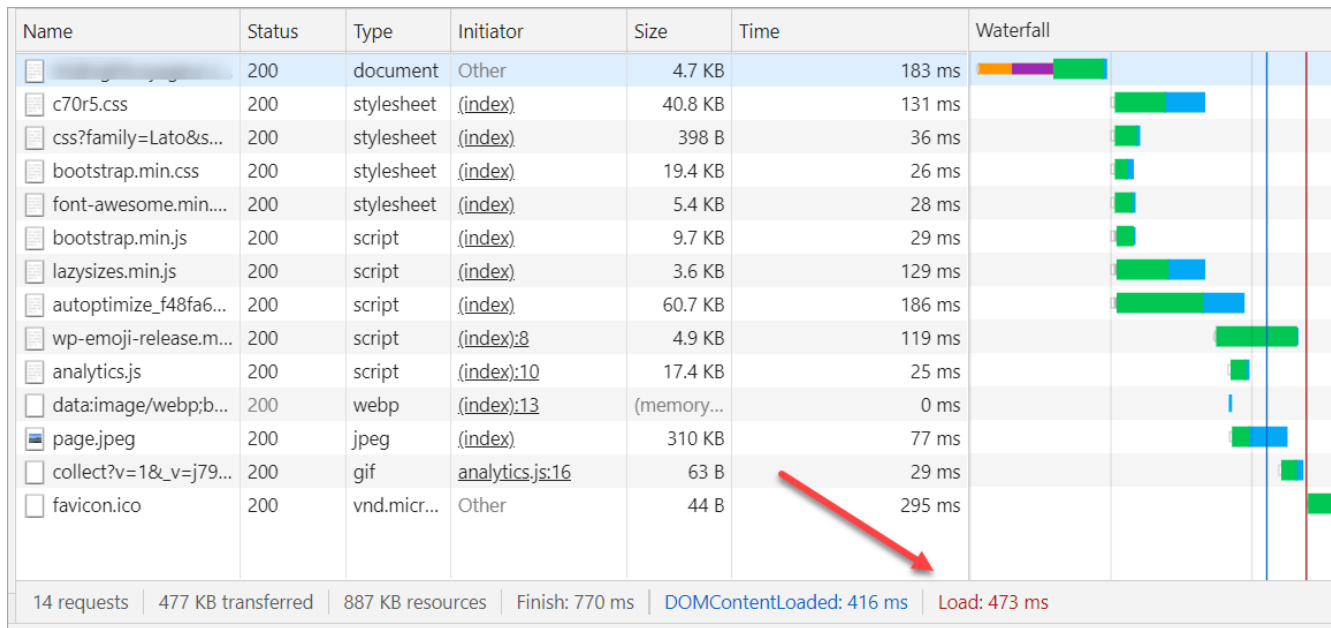 Name Status Type Initiator Size Time Waterfall
200 document Other 4.7 KB 183 ms
c70r5.css 200 stylesheet (index) 40.8 KB 131 ms
css?family=Lato&s... 200 stylesheet (index) 398 B 36 ms
bootstrap.min.css 200 stylesheet (index) 19.4 KB 26 ms
font-awesome.min.... 200 stylesheet (index) 5.4 KB 28 ms
bootstrap.min.js 200 script (index) 9.7 KB 29 ms
lazysizes.min.js 200 script (index) 3.6 KB 129 ms
autoptimize_f48fa6... 200 script (index) 60.7 KB 186 ms
wp-emoji-release.m... 200 script (index):8 4.9 KB 119 ms
analytics.js 200 script (index):10 17.4 KB 25 ms
data:image/webp;b... 200 webp (index):13 (memory... 0 ms
page.jpeg 200 jpeg (index) 310 KB 77 ms
collect?v=1&_v=j79... 200 gif analytics.js:16 63 B 29 ms
favicon.ico 200 vnd.micr... Other 44 B 295 ms
14 requests 477 KB transferred 887 KB resources Finish: 770 ms DOMContentLoaded: 416 ms Load: 473 ms